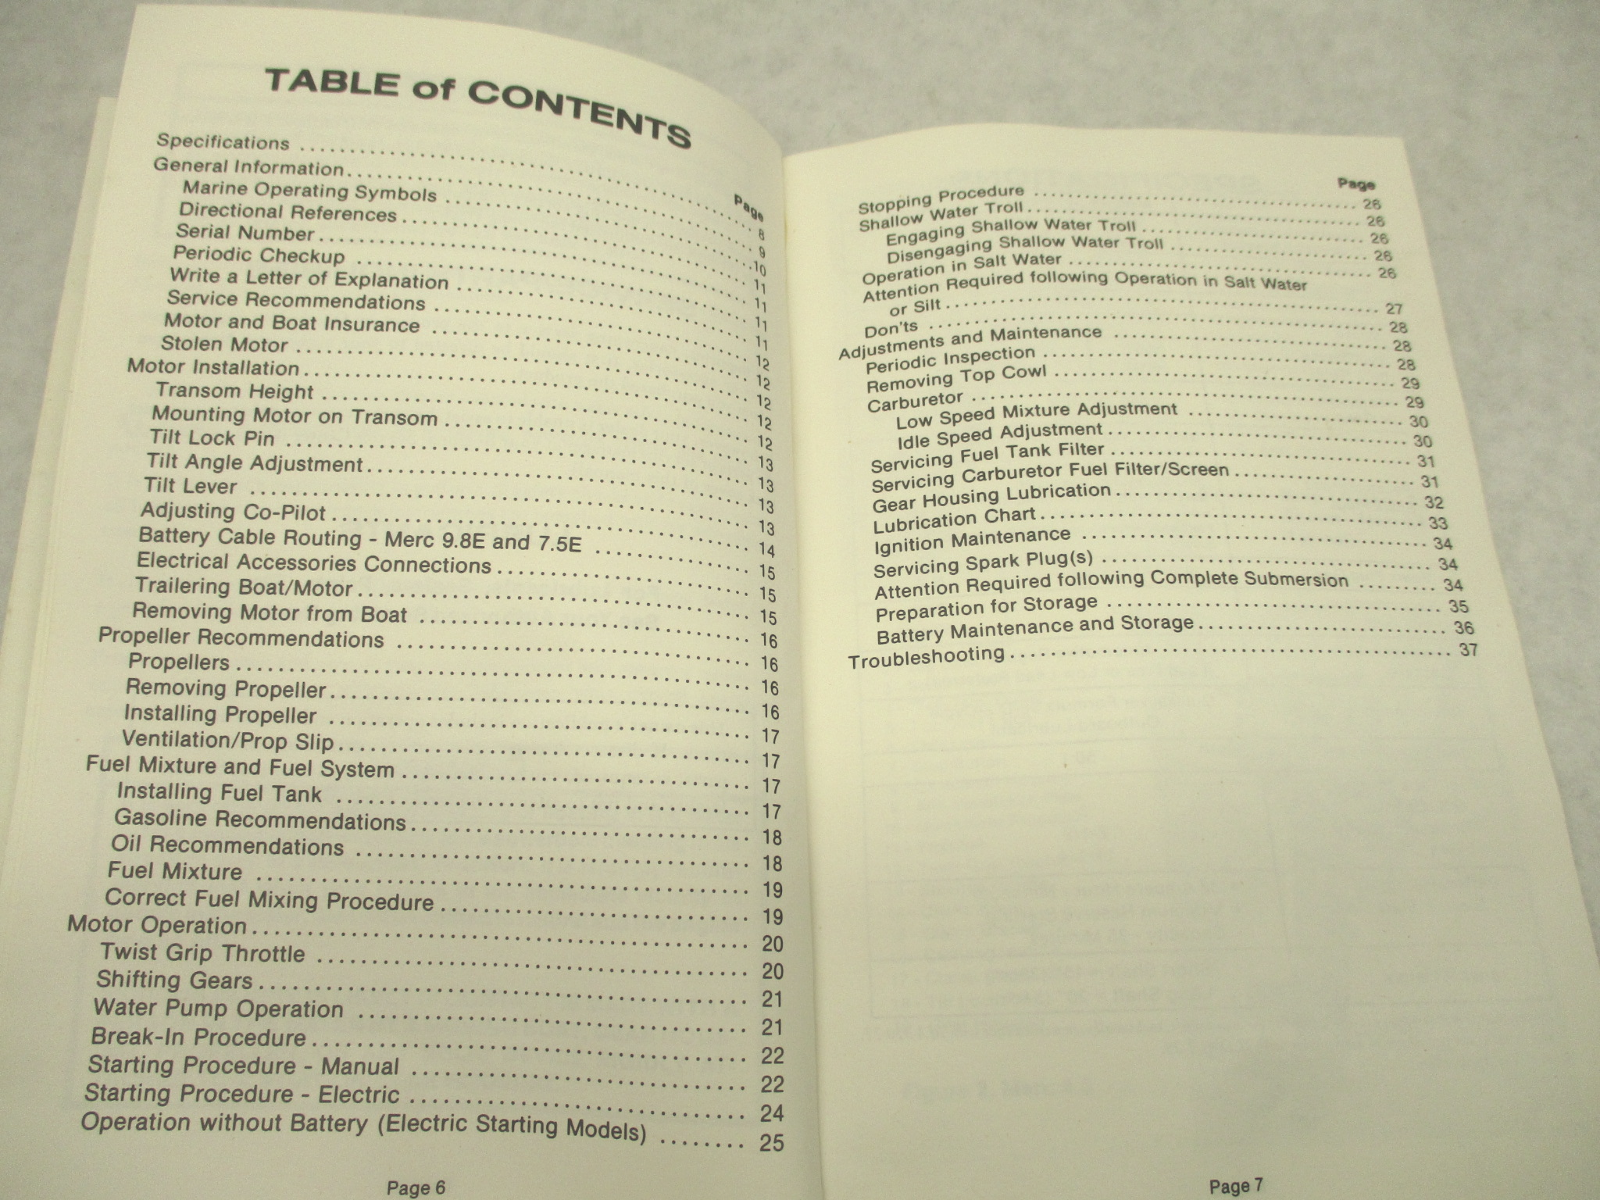 TABLE of CONTENTS
Page
Specifications ........ 8
General Information ........ 9
Marine Operating Symbols ........ 10
Directional References ........ 11
Serial Number ........ 11
Periodic Checkup ........ 11
Write a Letter of Explanation ........ 11
Service Recommendations ........ 12
Motor and Boat Insurance ........ 12
Stolen Motor ........ 12
Motor Installation ........ 12
Transom Height ........ 12
Mounting Motor on Transom ........ 13
Tilt Lock Pin ........ 13
Tilt Angle Adjustment ........ 13
Tilt Lever ........ 13
Adjusting Co-Pilot ........ 14
Battery Cable Routing - Merc 9.8E and 7.5E ........ 15
Electrical Accessories Connections ........ 15
Trailering Boat/Motor ........ 15
Removing Motor from Boat ........ 16
Propeller Recommendations ........ 16
Propellers ........ 16
Removing Propeller ........ 16
Installing Propeller ........ 17
Ventilation/Prop Slip ........ 17
Fuel Mixture and Fuel System ........ 17
Installing Fuel Tank ........ 17
Gasoline Recommendations ........ 18
Oil Recommendations ........ 18
Fuel Mixture ........ 19
Correct Fuel Mixing Procedure ........ 19
Motor Operation ........ 20
Twist Grip Throttle ........ 20
Shifting Gears ........ 21
Water Pump Operation ........ 21
Break-In Procedure ........ 22
Starting Procedure - Manual ........ 22
Starting Procedure - Electric ........ 24
Operation without Battery (Electric Starting Models) ........ 25
Page 6
Page
Stopping Procedure ........ 26
Shallow Water Troll ........ 26
Engaging Shallow Water Troll ........ 26
Disengaging Shallow Water Troll ........ 26
Operation in Salt Water ........ 26
Attention Required following Operation in Salt Water
or Silt ........ 27
Don'ts ........ 28
Adjustments and Maintenance ........ 28
Periodic Inspection ........ 28
Removing Top Cowl ........ 29
Carburetor ........ 29
Low Speed Mixture Adjustment ........ 30
Idle Speed Adjustment ........ 30
Servicing Fuel Tank Filter ........ 31
Servicing Carburetor Fuel Filter/Screen ........ 31
Gear Housing Lubrication ........ 32
Lubrication Chart ........ 33
Ignition Maintenance ........ 34
Servicing Spark Plug(s) ........ 34
Attention Required following Complete Submersion ........ 34
Preparation for Storage ........ 35
Battery Maintenance and Storage ........ 36
Troubleshooting ........ 37
Page 7